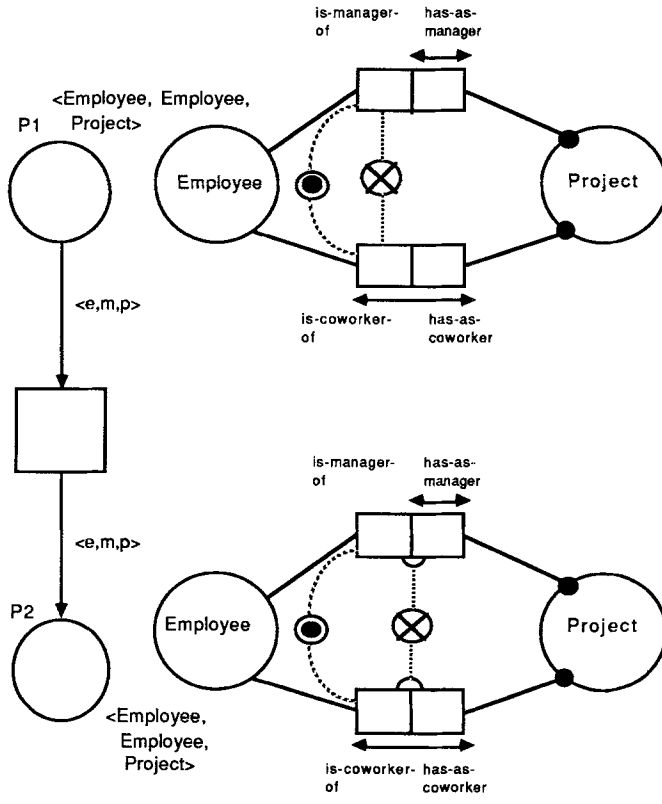 is-manager-
of
has-as-
manager
<Employee, Employee,
Project>
P1
Employee
Project
<e,m,p>
is-coworker-
of
has-as-
coworker
is-manager-
of
has-as-
manager
<e,m,p>
P2
Employee
Project
<Employee,
Employee,
Project>
is-coworker-
of
has-as-
coworker